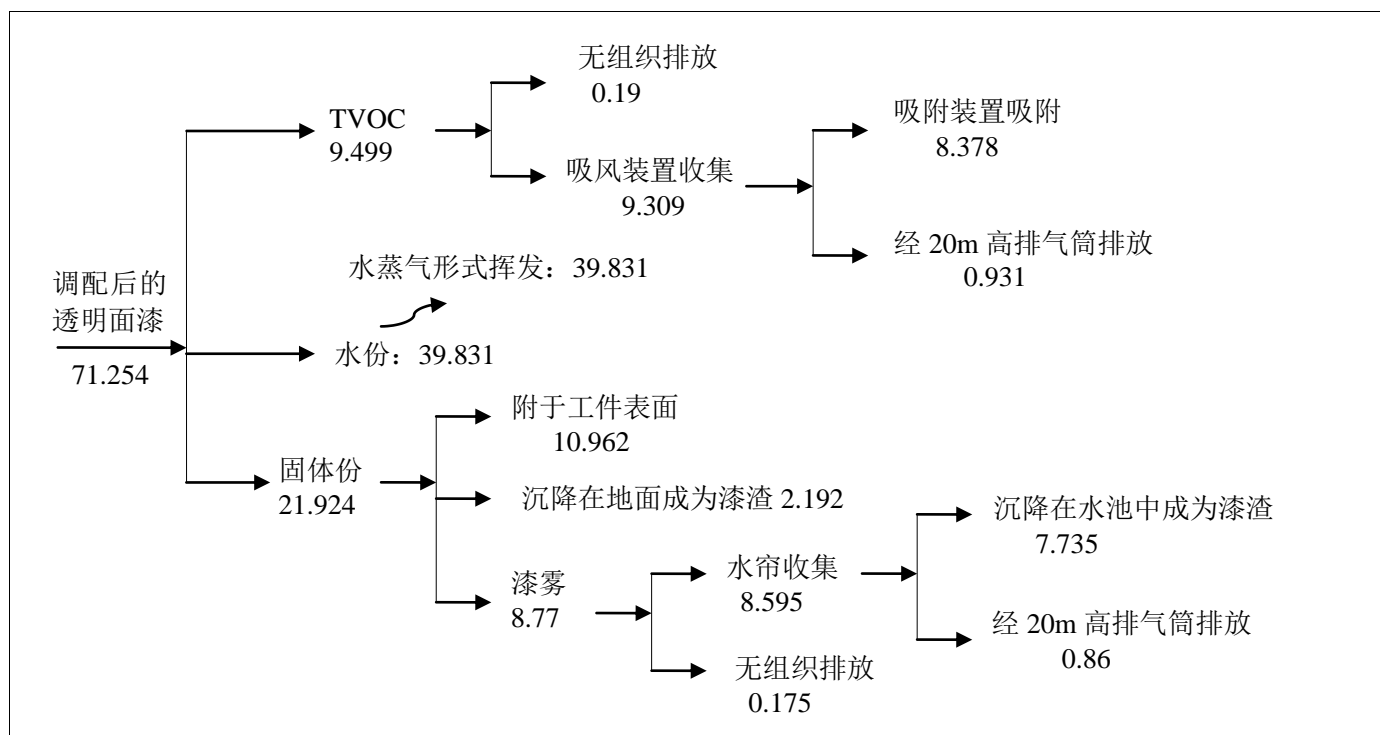 无组织排放
0.19
TVOC
9.499
吸附装置吸附
8.378
吸风装置收集
9.309
经 20m 高排气筒排放
0.931
水蒸气形式挥发：39.831
调配后的
透明面漆
71.254
水份：39.831
附于工件表面
10.962
固体份
21.924
沉降在地面成为漆渣 2.192
沉降在水池中成为漆渣
7.735
水帘收集
8.595
漆雾
8.77
经 20m 高排气筒排放
0.86
无组织排放
0.175